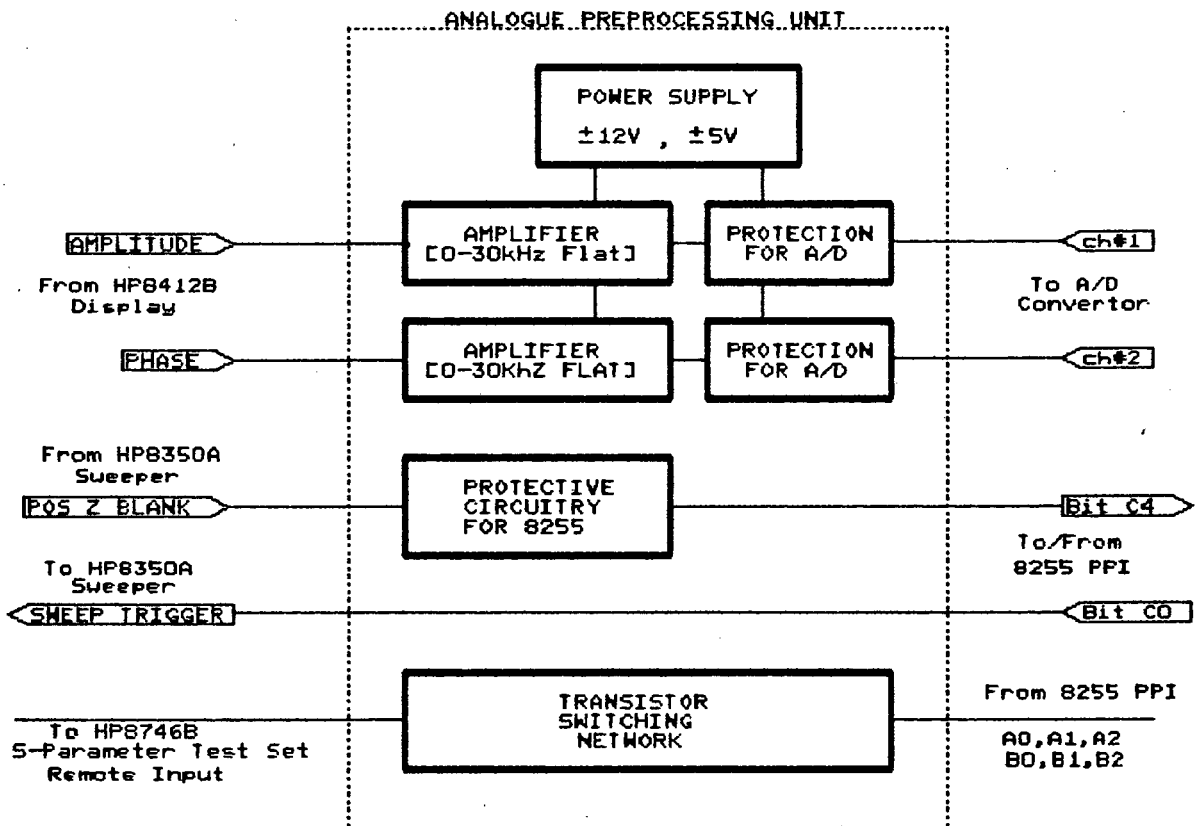 ANALOGUE PREPROCESSING UNIT
POWER SUPPLY
±12V , ±5V
AMPLITUDE
From HP8412B
Display
AMPLIFIER
[0-30kHz Flat]
PROTECTION
FOR A/D
ch#1
To A/D
Convertor
PHASE
AMPLIFIER
[0-30KhZ FLAT]
PROTECTION
FOR A/D
ch#2
From HP8350A
Sweeper
POS Z BLANK
PROTECTIVE
CIRCUITRY
FOR 8255
Bit C4
To/From
8255 PPI
To HP8350A
Sweeper
SWEEP TRIGGER
Bit C0
TRANSISTOR
SWITCHING
NETWORK
From 8255 PPI
A0,A1,A2
B0,B1,B2
To HP8746B
S-Parameter Test Set
Remote Input